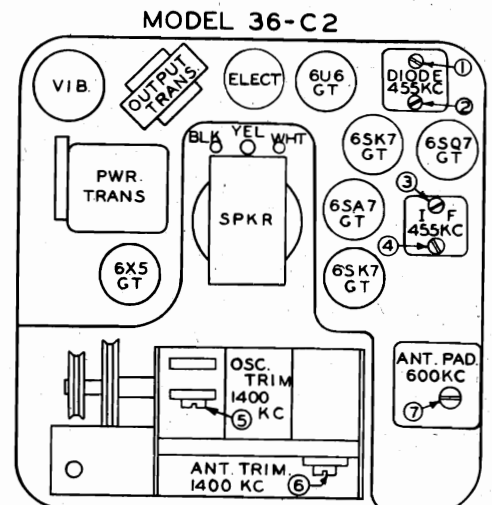 MODEL 36-C2
VIB.
OUTPUT
TRANS.
ELECT
6U6
GT
DIODE
455KC
1
2
BLK YEL WHT
6SK7
GT
6SQ7
GT
PWR.
TRANS
SPKR
6SA7
GT
3
I F
455KC
4
6X5
GT
6SK7
GT
OSC.
TRIM
1400
KC
5
ANT. PAD.
600KC
7
ANT. TRIM.
1400 KC
6